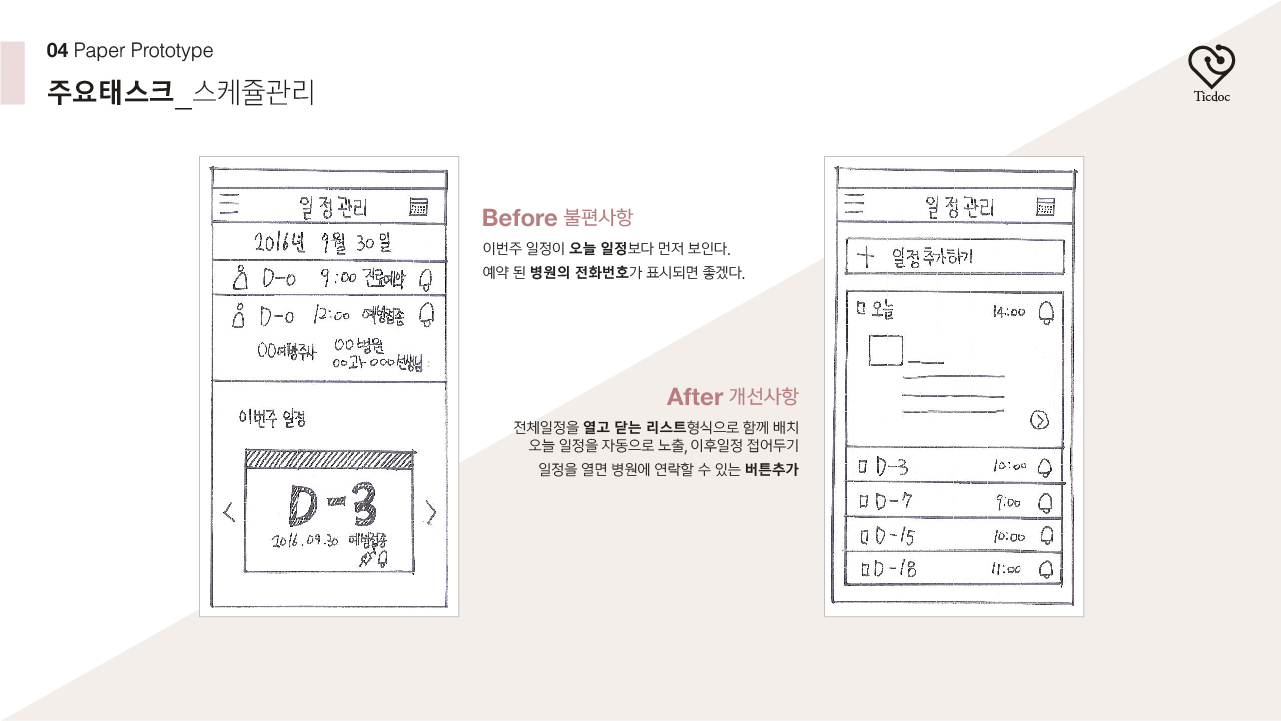 04 Paper Prototype
주요태스크_스케쥴관리
Ticdoc
일정관리
2016년 9월 30일
D-0 9:00 진료예약
D-0 12:00 예방접종
00예방주사 00병원
00과 000선생님
이번주 일정
D-3
2016.09.30 예방접종
Before 불편사항
이번주 일정이 오늘 일정보다 먼저 보인다.
예약 된 병원의 전화번호가 표시되면 좋겠다.
After 개선사항
전체일정을 열고 닫는 리스트형식으로 함께 배치
오늘 일정을 자동으로 노출, 이후일정 접어두기
일정을 열면 병원에 연락할 수 있는 버튼추가
일정관리
+ 일정추가하기
오늘 14:00
D-3 10:00
D-7 9:00
D-15 10:00
D-18 11:00